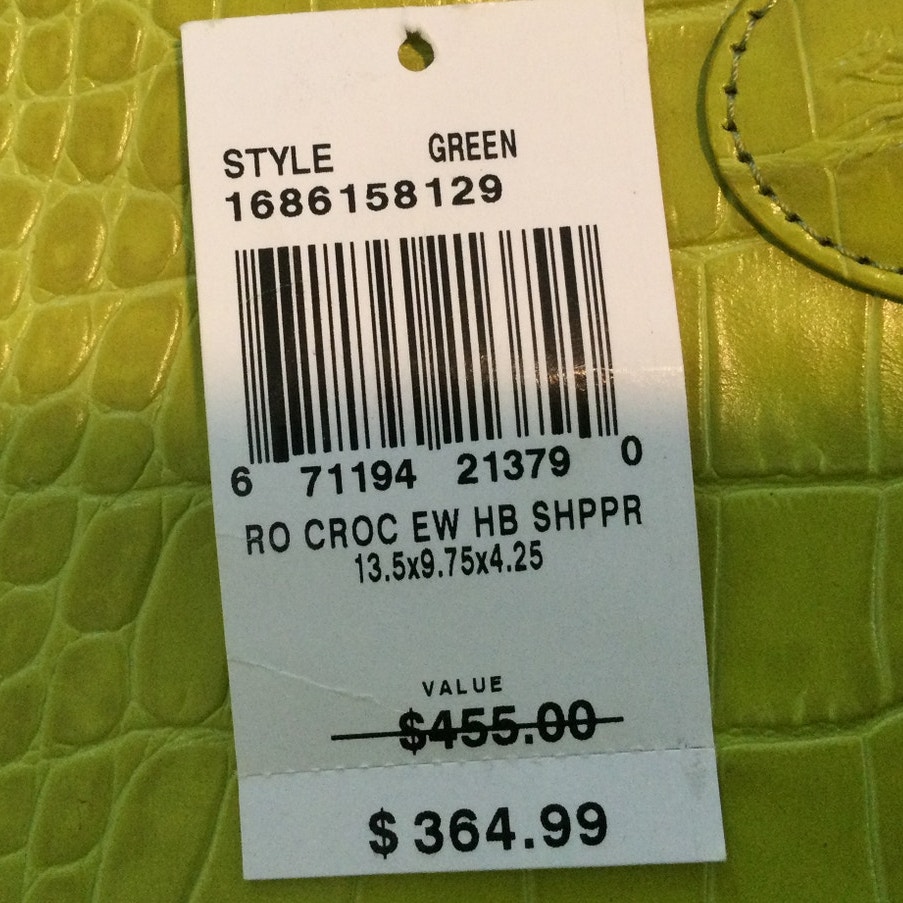 STYLE GREEN
1686158129
6 71194 21379 0
RO CROC EW HB SHPPR
13.5x9.75x4.25
VALUE
$455.00
$364.99